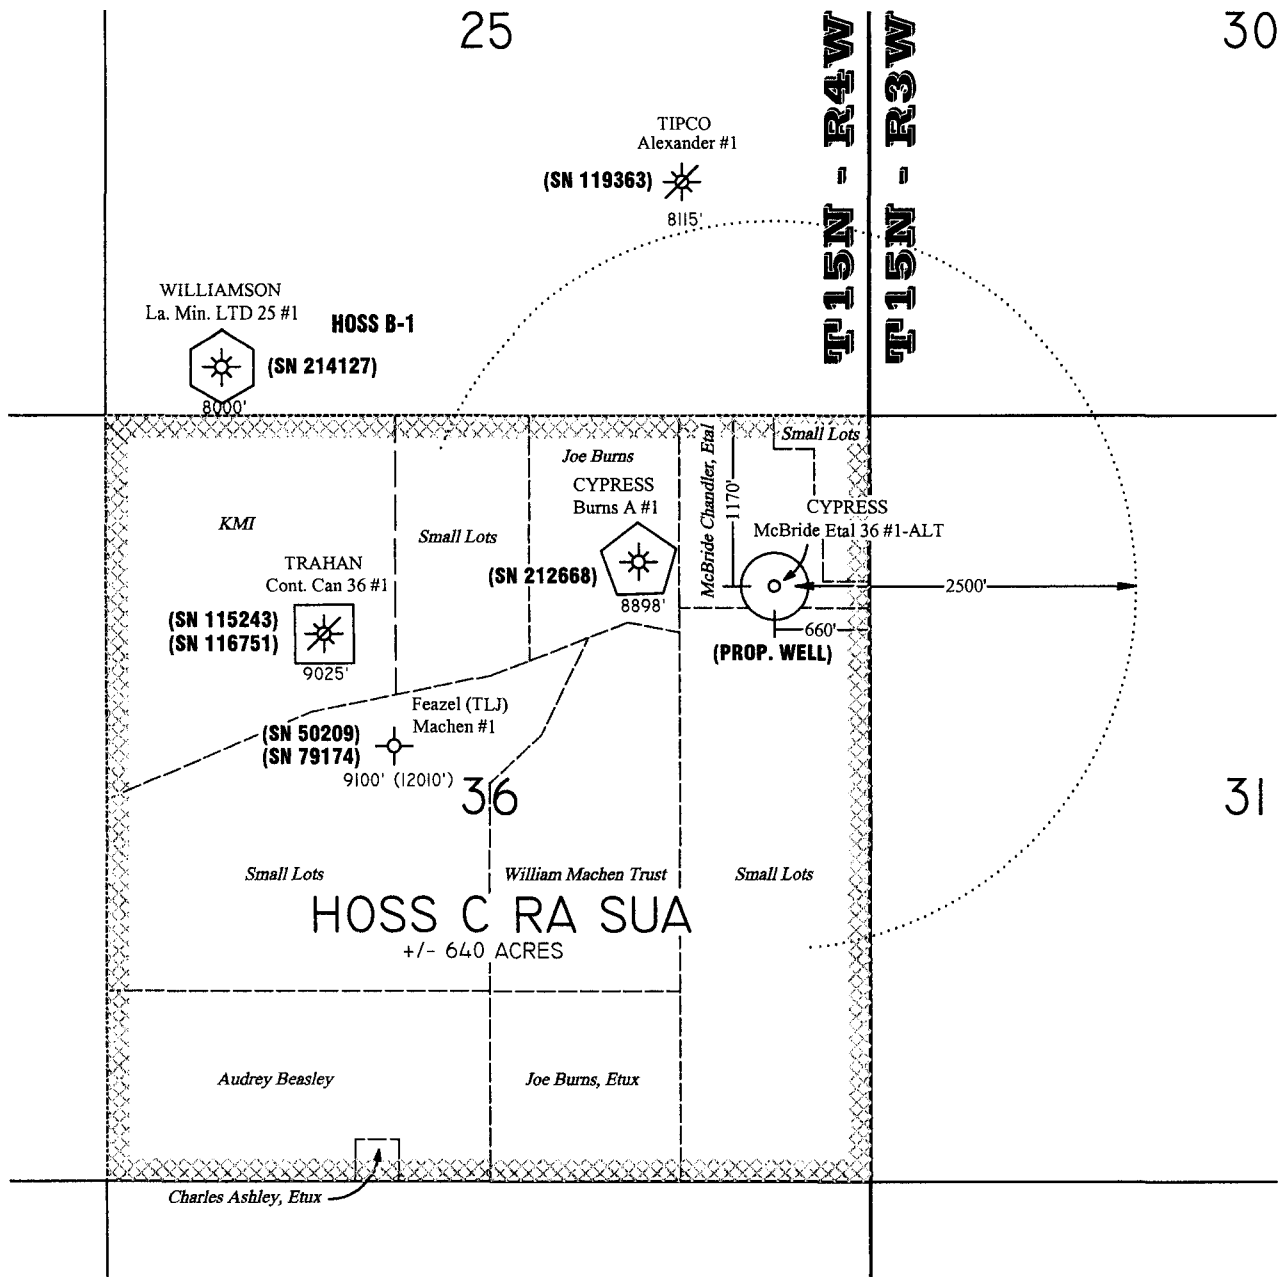 25
30
T15N - R4W
T15N - R3W
TIPCO
Alexander #1
(SN 119363)
8115'
WILLIAMSON
La. Min. LTD 25 #1
HOSS B-1
(SN 214127)
8000'
Small Lots
Joe Burns
McBride Chandler, Etal
1170'
CYPRESS
Burns A #1
KMI
Small Lots
CYPRESS
McBride Etal 36 #1-ALT
TRAHAN
Cont. Can 36 #1
(SN 212668)
8898'
2500'
(SN 115243)
(SN 116751)
9025'
660'
(PROP. WELL)
Feazel (TLJ)
Machen #1
(SN 50209)
(SN 79174)
9100' (12010')
36
31
Small Lots
William Machen Trust
Small Lots
HOSS C RA SUA
+/- 640 ACRES
Audrey Beasley
Joe Burns, Etux
Charles Ashley, Etux